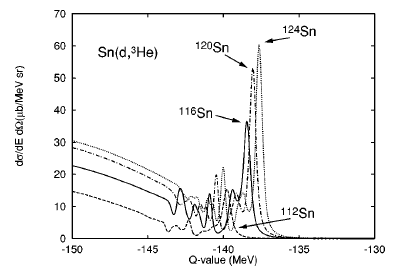 Sn(d,³He)
¹²⁴Sn
¹²⁰Sn
¹¹⁶Sn
¹¹²Sn
dσ/dE dΩ(μb/MeV sr)
70
60
50
40
30
20
10
0
-150 -145 -140 -135 -130
Q-value (MeV)